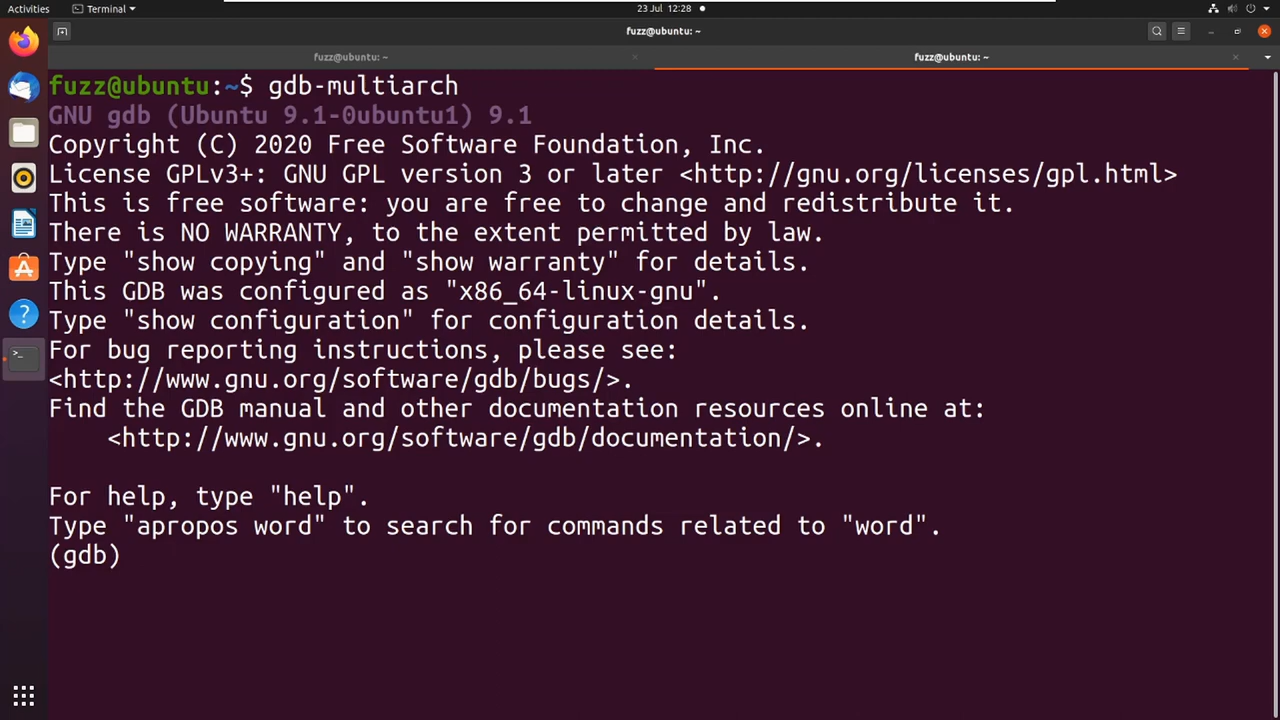 Activities
Terminal
23 Jul 12:28
fuzz@ubuntu: ~
fuzz@ubuntu: ~
fuzz@ubuntu: ~
fuzz@ubuntu:~$ gdb-multiarch
GNU gdb (Ubuntu 9.1-0ubuntu1) 9.1
Copyright (C) 2020 Free Software Foundation, Inc.
License GPLv3+: GNU GPL version 3 or later <http://gnu.org/licenses/gpl.html>
This is free software: you are free to change and redistribute it.
There is NO WARRANTY, to the extent permitted by law.
Type "show copying" and "show warranty" for details.
This GDB was configured as "x86_64-linux-gnu".
Type "show configuration" for configuration details.
For bug reporting instructions, please see:
<http://www.gnu.org/software/gdb/bugs/>.
Find the GDB manual and other documentation resources online at:
    <http://www.gnu.org/software/gdb/documentation/>.
For help, type "help".
Type "apropos word" to search for commands related to "word".
(gdb)